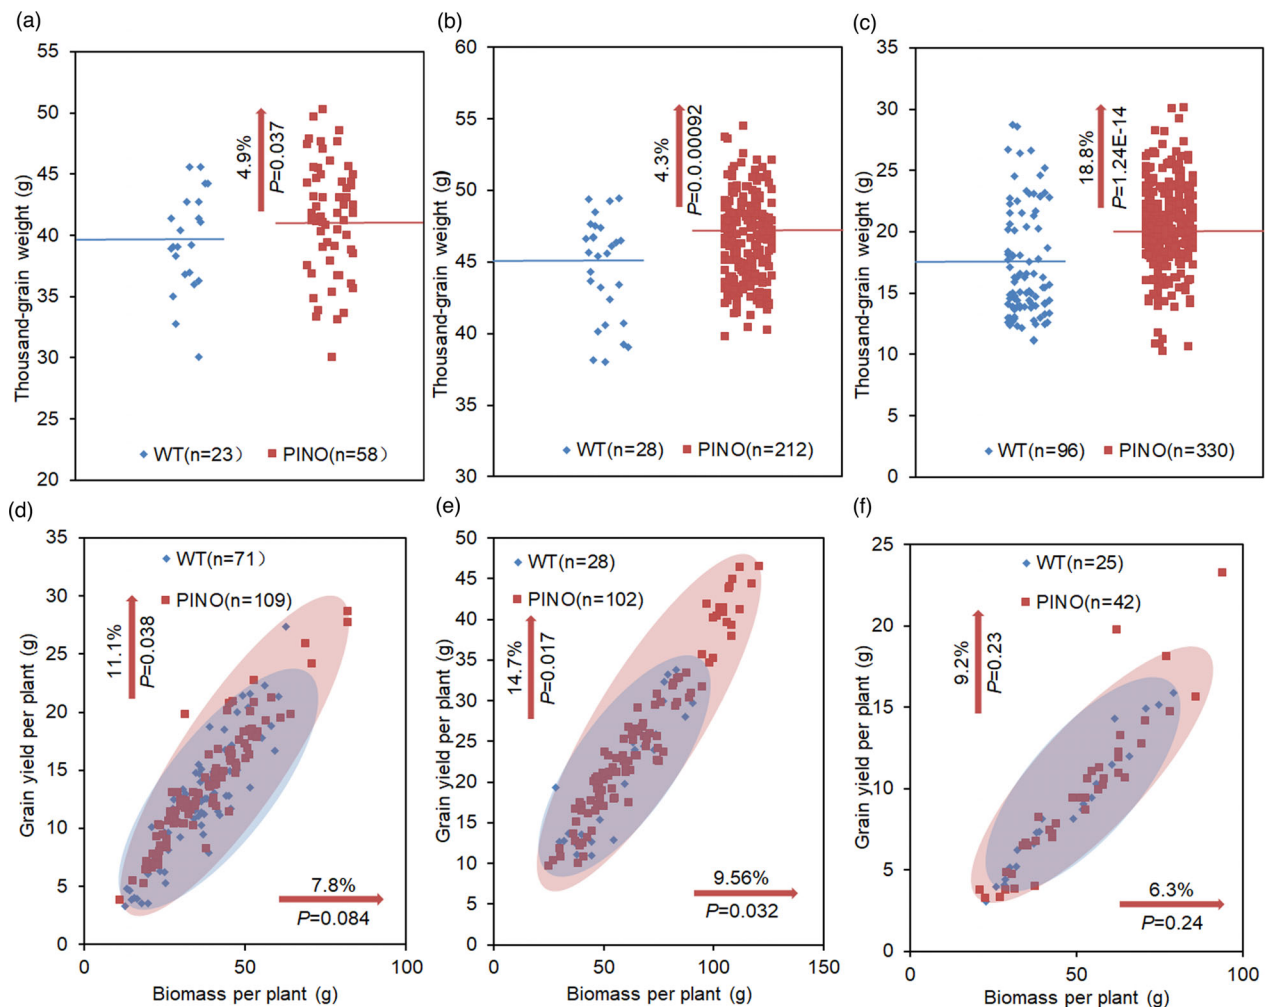 (a)
Thousand-grain weight (g)
55
50
45
40
35
30
25
20
4.9%
P=0.037
WT(n=23)
PINO(n=58)
(b)
Thousand-grain weight (g)
60
55
50
45
40
35
30
4.3%
P=0.0.00092
WT(n=28)
PINO(n=212)
(c)
Thousand-grain weight (g)
35
30
25
20
15
10
5
0
18.8%
P=1.24E-14
WT(n=96)
PINO(n=330)
(d)
Grain yield per plant (g)
35
30
25
20
15
10
5
0
WT(n=71)
PINO(n=109)
11.1%
P=0.038
7.8%
P=0.084
0
50
100
Biomass per plant (g)
(e)
Grain yield per plant (g)
50
45
40
35
30
25
20
15
10
5
0
WT(n=28)
PINO(n=102)
14.7%
P=0.017
9.56%
P=0.032
0
50
100
150
Biomass per plant (g)
(f)
Grain yield per plant (g)
25
20
15
10
5
0
WT(n=25)
PINO(n=42)
9.2%
P=0.23
6.3%
P=0.24
0
50
100
Biomass per plant (g)